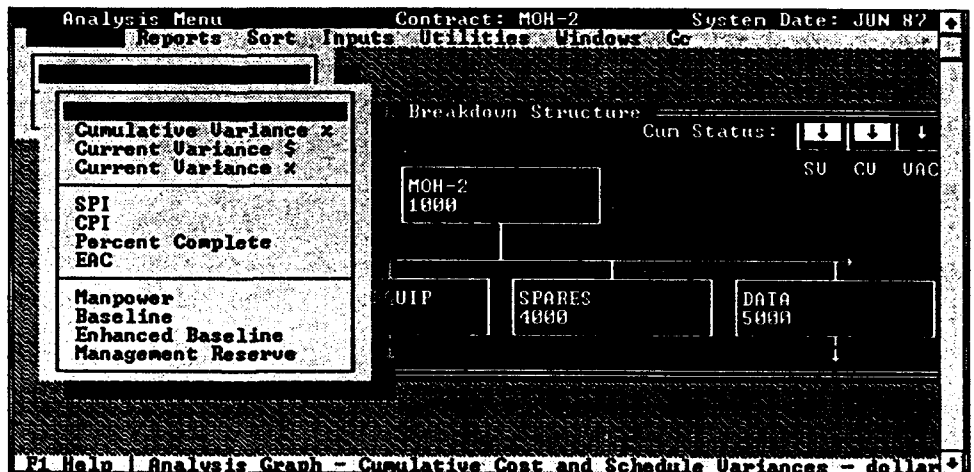 Analysis Menu Contract: MOH-2 System Date: JUN 87
Reports Sort Inputs Utilities Windows Go
Breakdown Structure
Cum Status: ↓ ↓ ↓
SV CV VAC
Cumulative Variance %
Current Variance $
Current Variance %
SPI
CPI
Percent Complete
EAC
Manpower
Baseline
Enhanced Baseline
Management Reserve
MOH-2
1000
UIP
SPARES
4000
DATA
5000
F1 Help | Analysis Graph - Cumulative Cost and Schedule Variances - dollar